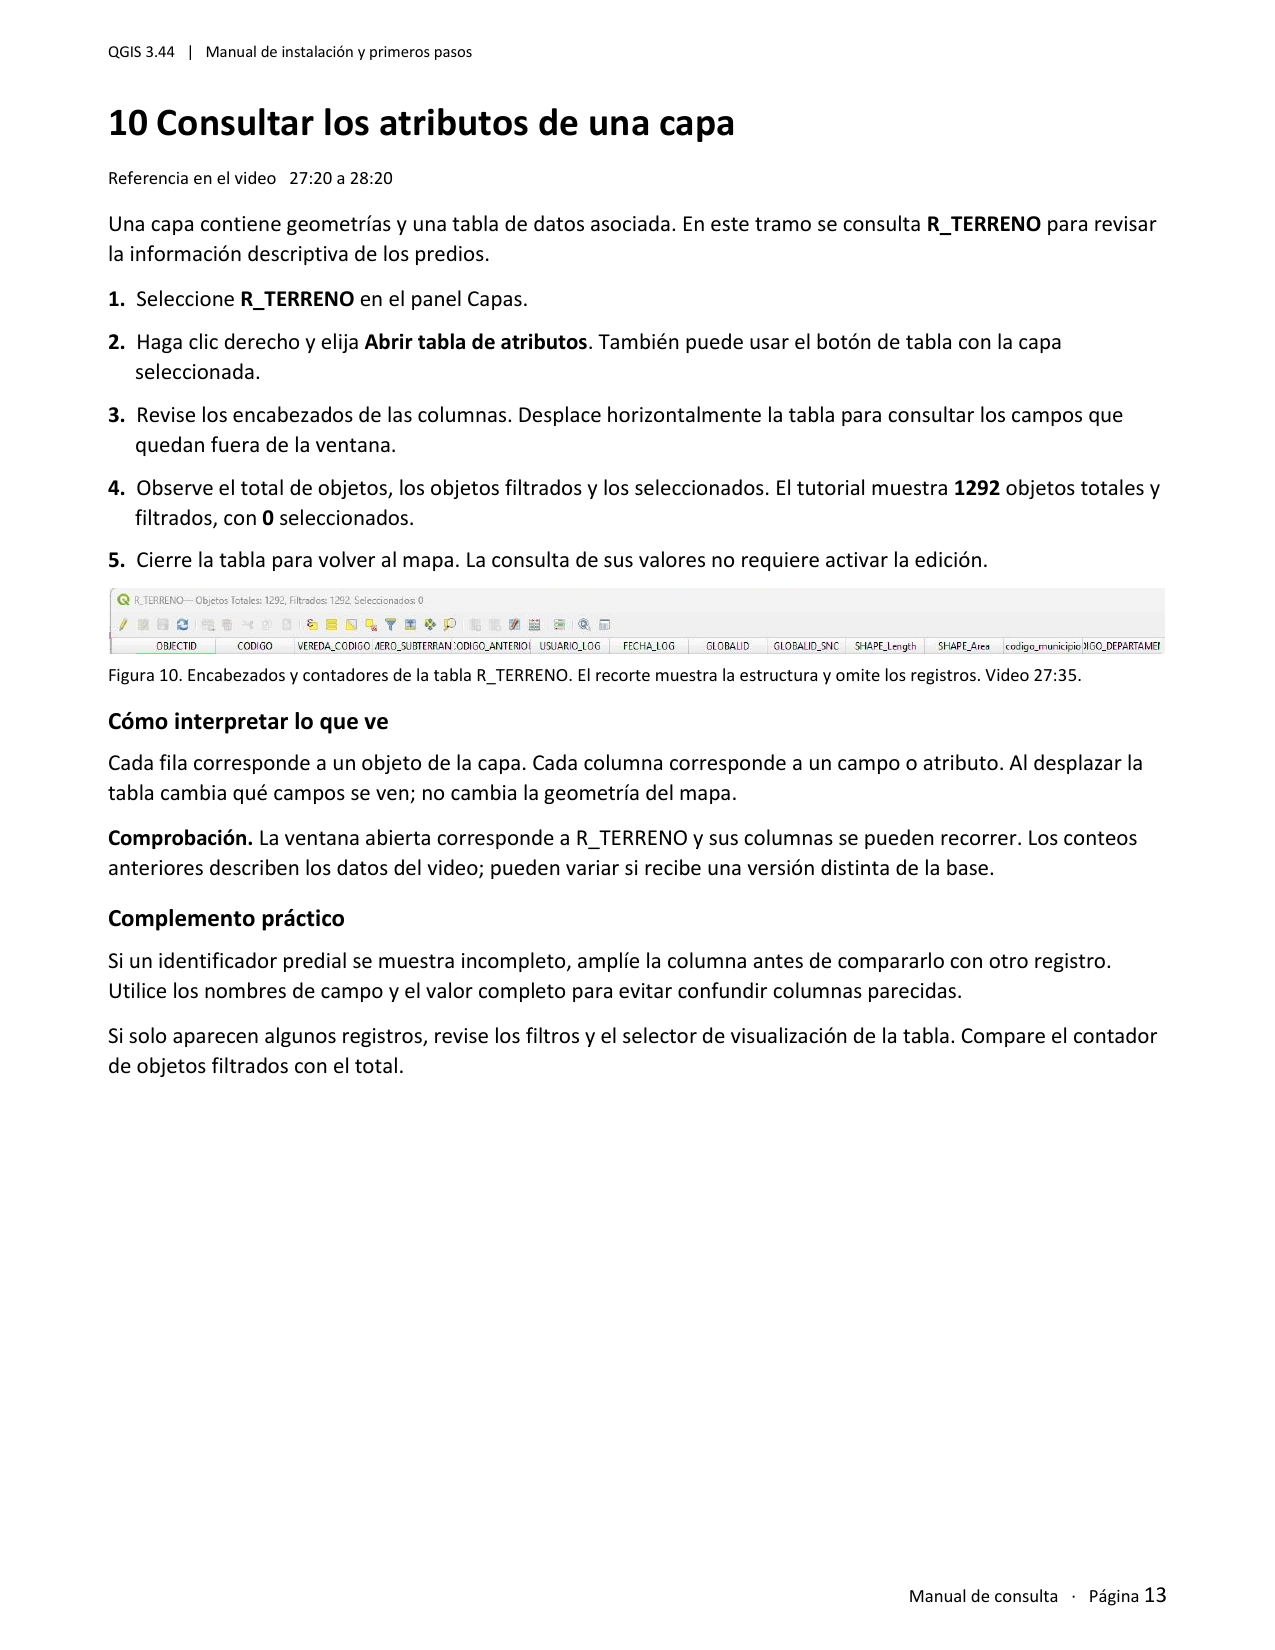 QGIS 3.44 | Manual de instalación y primeros pasos
10 Consultar los atributos de una capa
Referencia en el video 27:20 a 28:20
Una capa contiene geometrías y una tabla de datos asociada. En este tramo se consulta R_TERRENO para revisar
la información descriptiva de los predios.
1. Seleccione R_TERRENO en el panel Capas.
2. Haga clic derecho y elija Abrir tabla de atributos. También puede usar el botón de tabla con la capa
seleccionada.
3. Revise los encabezados de las columnas. Desplace horizontalmente la tabla para consultar los campos que
quedan fuera de la ventana.
4. Observe el total de objetos, los objetos filtrados y los seleccionados. El tutorial muestra 1292 objetos totales y
filtrados, con 0 seleccionados.
5. Cierre la tabla para volver al mapa. La consulta de sus valores no requiere activar la edición.
R_TERRENO— Objetos Totales: 1292, Filtrados: 1292, Seleccionados: 0
OBJECTID CODIGO VEREDA_CODIGO MERO_SUBTERRAN CODIGO_ANTERIOI USUARIO_LOG FECHA_LOG GLOBALID GLOBALID_SNC SHAPE_Length SHAPE_Area codigo_municipio IGO_DEPARTAMEI
Figura 10. Encabezados y contadores de la tabla R_TERRENO. El recorte muestra la estructura y omite los registros. Video 27:35.
Cómo interpretar lo que ve
Cada fila corresponde a un objeto de la capa. Cada columna corresponde a un campo o atributo. Al desplazar la
tabla cambia qué campos se ven; no cambia la geometría del mapa.
Comprobación. La ventana abierta corresponde a R_TERRENO y sus columnas se pueden recorrer. Los conteos
anteriores describen los datos del video; pueden variar si recibe una versión distinta de la base.
Complemento práctico
Si un identificador predial se muestra incompleto, amplíe la columna antes de compararlo con otro registro.
Utilice los nombres de campo y el valor completo para evitar confundir columnas parecidas.
Si solo aparecen algunos registros, revise los filtros y el selector de visualización de la tabla. Compare el contador
de objetos filtrados con el total.
Manual de consulta · Página 13